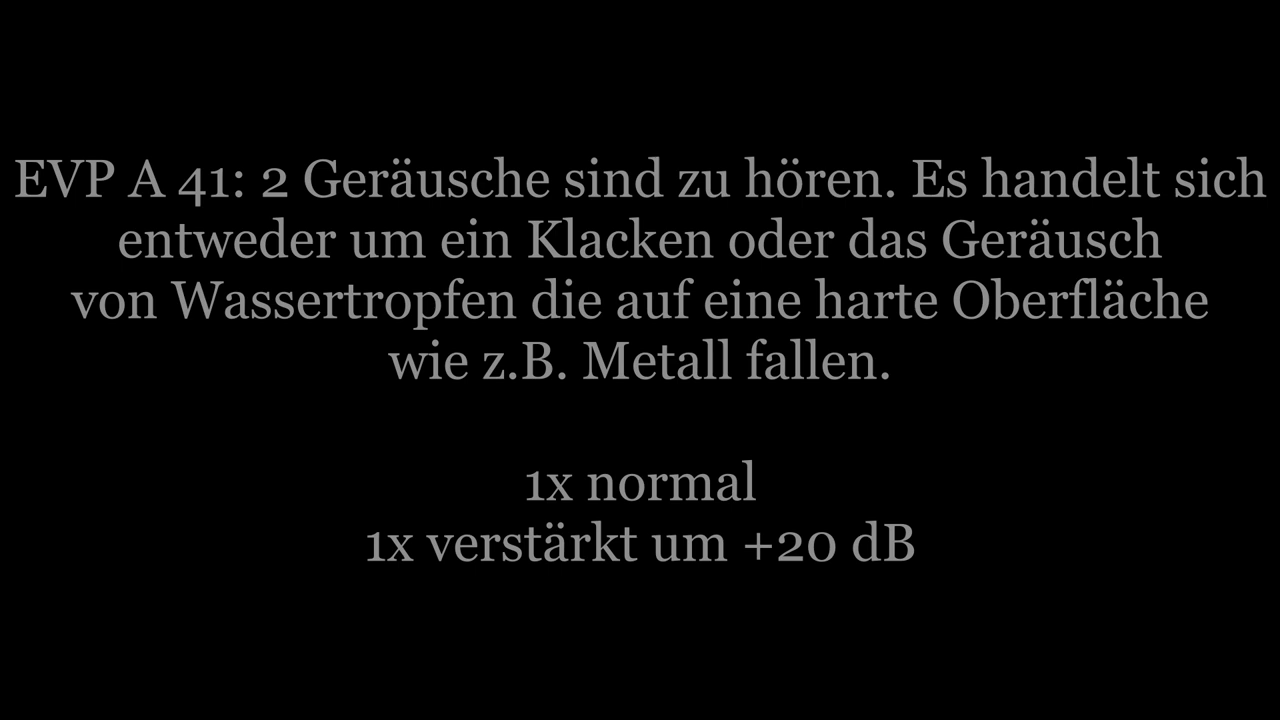 EVP A 41: 2 Geräusche sind zu hören. Es handelt sich
entweder um ein Klacken oder das Geräusch
von Wassertropfen die auf eine harte Oberfläche
wie z.B. Metall fallen.
1x normal
1x verstärkt um +20 dB